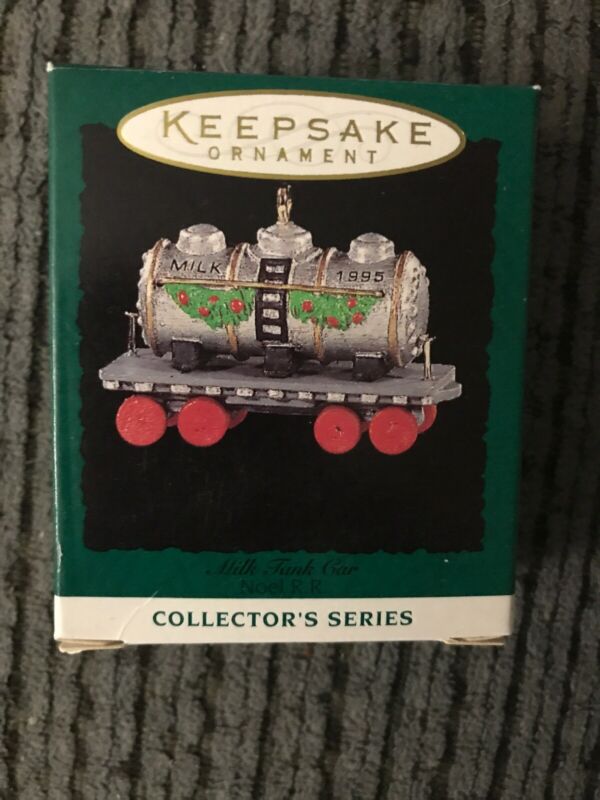 KEEPSAKE
ORNAMENT
MILK 1995
Milk Tank Car
Noel R.R.
COLLECTOR'S SERIES